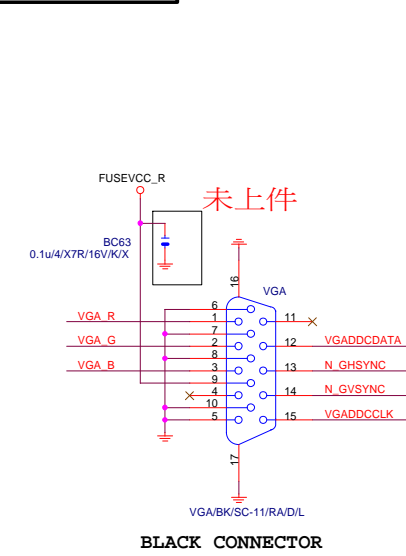 FUSEVCC_R
未上件
BC63
0.1u/4/X7R/16V/K/X
16
VGA
6
VGA_R 1 11
7
VGA_G 2 12 VGADDCDATA
8
VGA_B 3 13 N_GHSYNC
9
4 14 N_GVSYNC
10
5 15 VGADDCCLK
17
VGA/BK/SC-11/RA/D/L
BLACK CONNECTOR